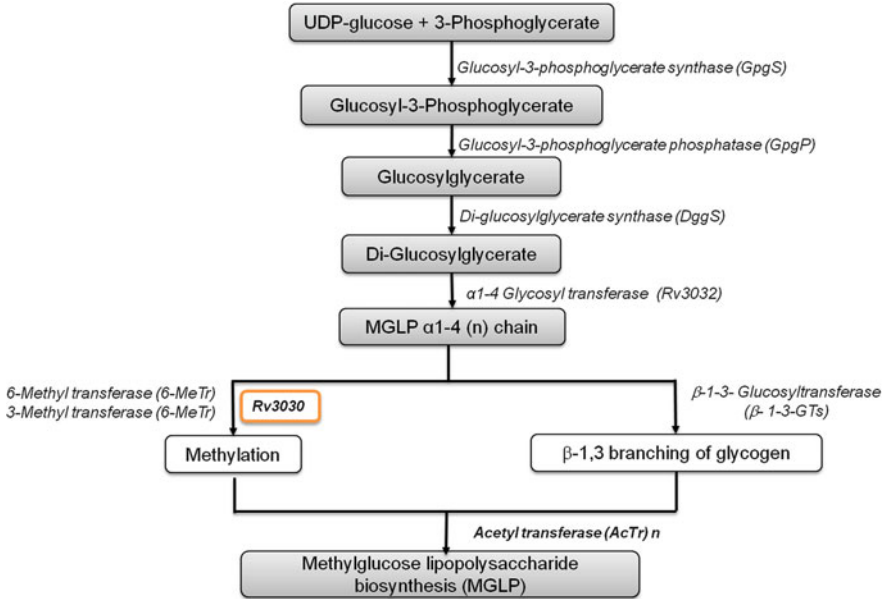 UDP-glucose + 3-Phosphoglycerate
Glucosyl-3-phosphoglycerate synthase (GpgS)
Glucosyl-3-Phosphoglycerate
Glucosyl-3-phosphoglycerate phosphatase (GpgP)
Glucosylglycerate
Di-glucosylglycerate synthase (DggS)
Di-Glucosylglycerate
α1-4 Glycosyl transferase (Rv3032)
MGLP α1-4 (n) chain
6-Methyl transferase (6-MeTr)
3-Methyl transferase (6-MeTr)
Rv3030
β-1-3- Glucosyltransferase
(β- 1-3-GTs)
Methylation
β-1,3 branching of glycogen
Acetyl transferase (AcTr) n
Methylglucose lipopolysaccharide
biosynthesis (MGLP)